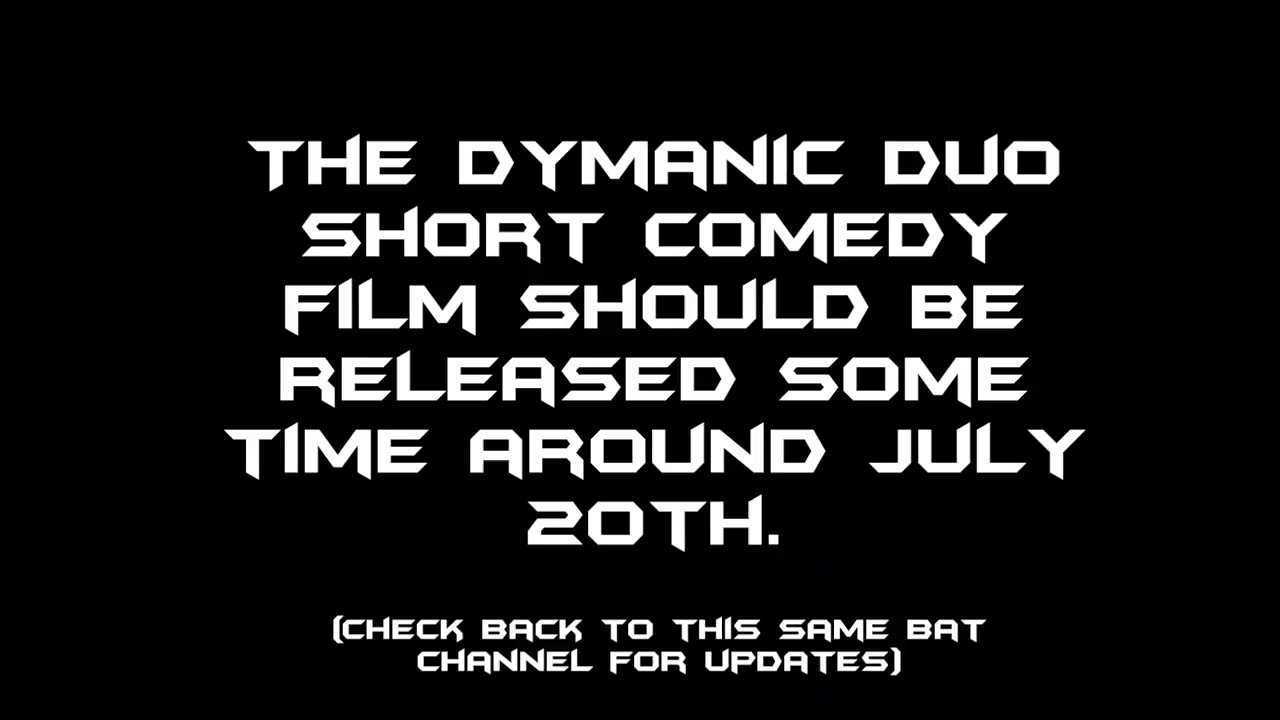 THE DYMANIC DUO
SHORT COMEDY
FILM SHOULD BE
RELEASED SOME
TIME AROUND JULY
20TH.
(CHECK BACK TO THIS SAME BAT
CHANNEL FOR UPDATES)